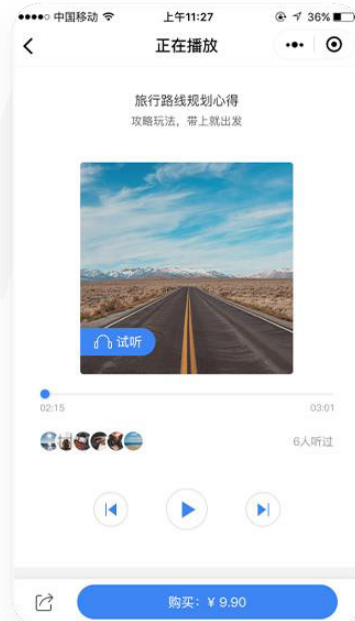 中国移动 上午11:27 36%
正在播放
旅行路线规划心得
攻略玩法，带上就出发
试听
02:15 03:01
6人听过
购买：¥ 9.90